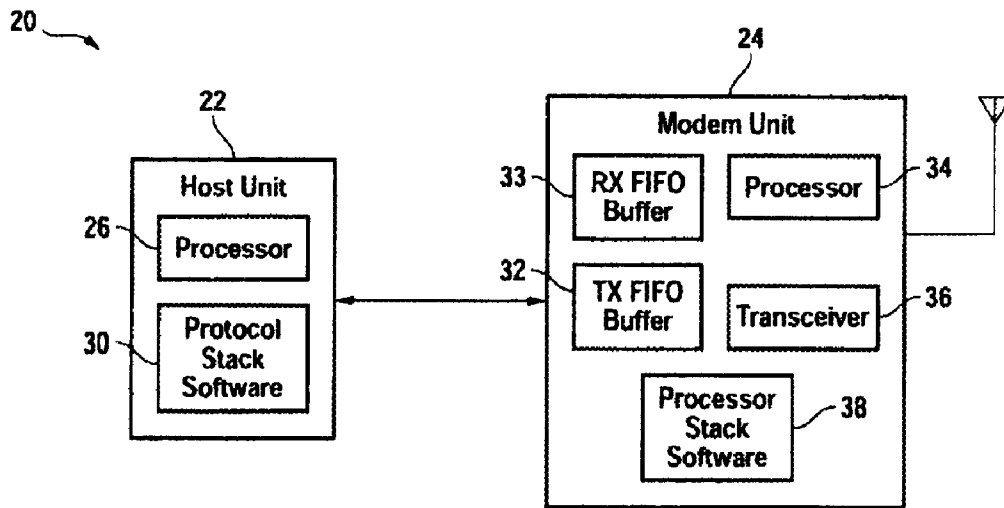 20
22
Host Unit
26
Processor
30
Protocol
Stack
Software
24
Modem Unit
33
RX FIFO
Buffer
Processor
34
32
TX FIFO
Buffer
Transceiver
36
Processor
Stack
Software
38